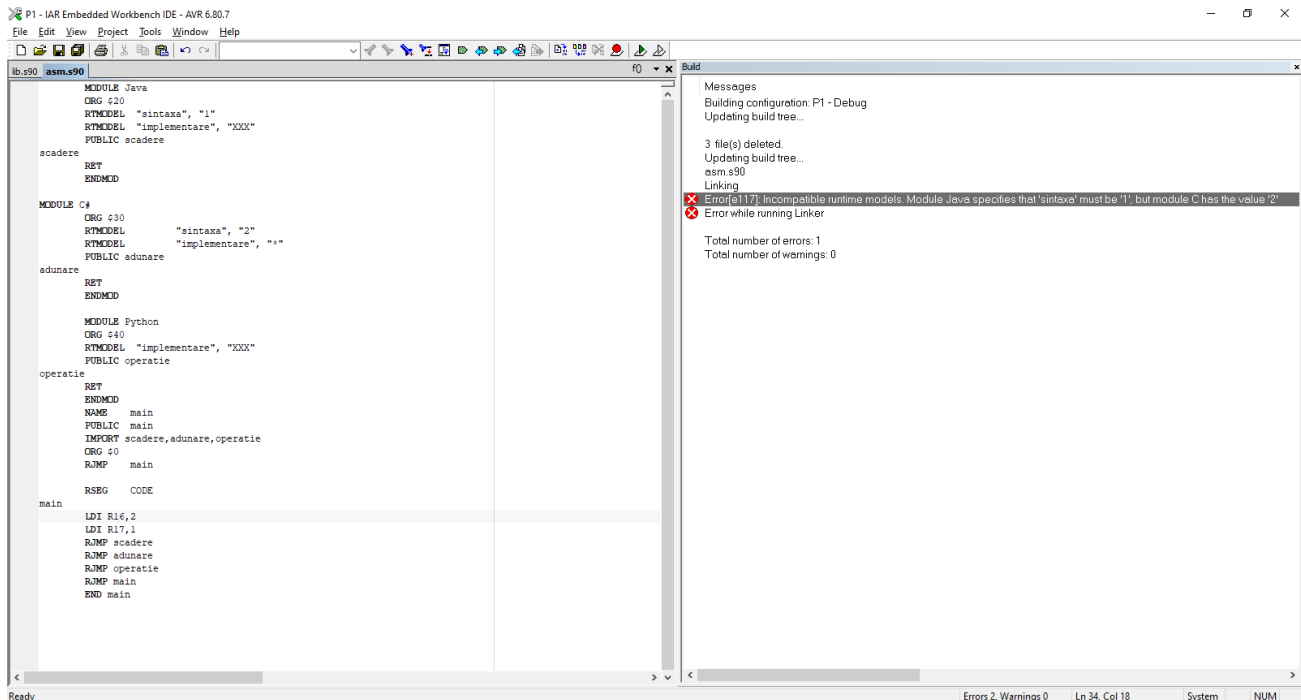 P1 - IAR Embedded Workbench IDE - AVR 6.80.7
File Edit View Project Tools Window Help
lib.s90 asm.s90 f()
MODULE Java
ORG $20
RTMODEL "sintaxa", "1"
RTMODEL "implementare", "XXX"
PUBLIC scadere
scadere
RET
ENDMOD
MODULE C#
ORG $30
RTMODEL "sintaxa", "2"
RTMODEL "implementare", "*"
PUBLIC adunare
adunare
RET
ENDMOD
MODULE Python
ORG $40
RTMODEL "implementare", "XXX"
PUBLIC operatie
operatie
RET
ENDMOD
NAME main
PUBLIC main
IMPORT scadere,adunare,operatie
ORG $0
RJMP main
RSEG CODE
main
LDI R16,2
LDI R17,1
RJMP scadere
RJMP adunare
RJMP operatie
RJMP main
END main
Build
Messages
Building configuration: P1 - Debug
Updating build tree...
3 file(s) deleted.
Updating build tree...
asm.s90
Linking
Error[e117]: Incompatible runtime models. Module Java specifies that 'sintaxa' must be '1', but module C has the value '2'
Error while running Linker
Total number of errors: 1
Total number of warnings: 0
Ready Errors 2, Warnings 0 Ln 34, Col 18 System NUM